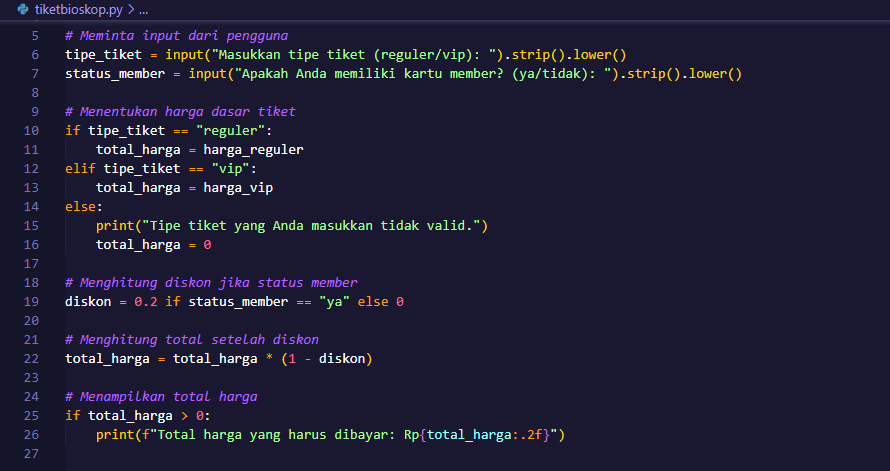 tiketbioskop.py > ...
5 # Meminta input dari pengguna
6 tipe_tiket = input("Masukkan tipe tiket (reguler/vip): ").strip().lower()
7 status_member = input("Apakah Anda memiliki kartu member? (ya/tidak): ").strip().lower()
8
9 # Menentukan harga dasar tiket
10 if tipe_tiket == "reguler":
11     total_harga = harga_reguler
12 elif tipe_tiket == "vip":
13     total_harga = harga_vip
14 else:
15     print("Tipe tiket yang Anda masukkan tidak valid.")
16     total_harga = 0
17
18 # Menghitung diskon jika status member
19 diskon = 0.2 if status_member == "ya" else 0
20
21 # Menghitung total setelah diskon
22 total_harga = total_harga * (1 - diskon)
23
24 # Menampilkan total harga
25 if total_harga > 0:
26     print(f"Total harga yang harus dibayar: Rp{total_harga:.2f}")
27